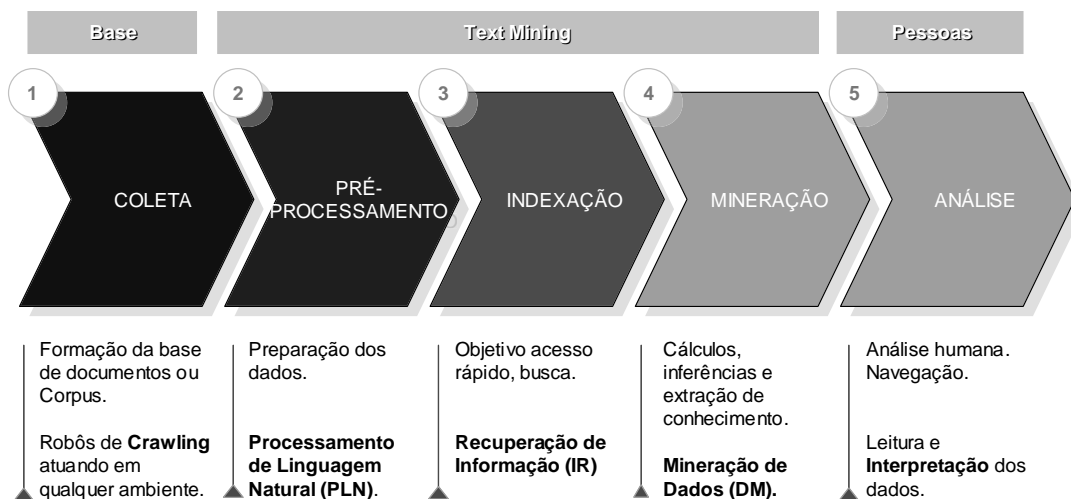 Base
Text Mining
Pessoas
1
2
3
4
5
COLETA
PRÉ-
PROCESSAMENTO
INDEXAÇÃO
MINERAÇÃO
ANÁLISE
Formação da base
de documentos ou
Corpus.
Robôs de Crawling
atuando em
qualquer ambiente.
Preparação dos
dados.
Processamento
de Linguagem
Natural (PLN).
Objetivo acesso
rápido, busca.
Recuperação de
Informação (IR)
Cálculos,
inferências e
extração de
conhecimento.
Mineração de
Dados (DM).
Análise humana.
Navegação.
Leitura e
Interpretação dos
dados.